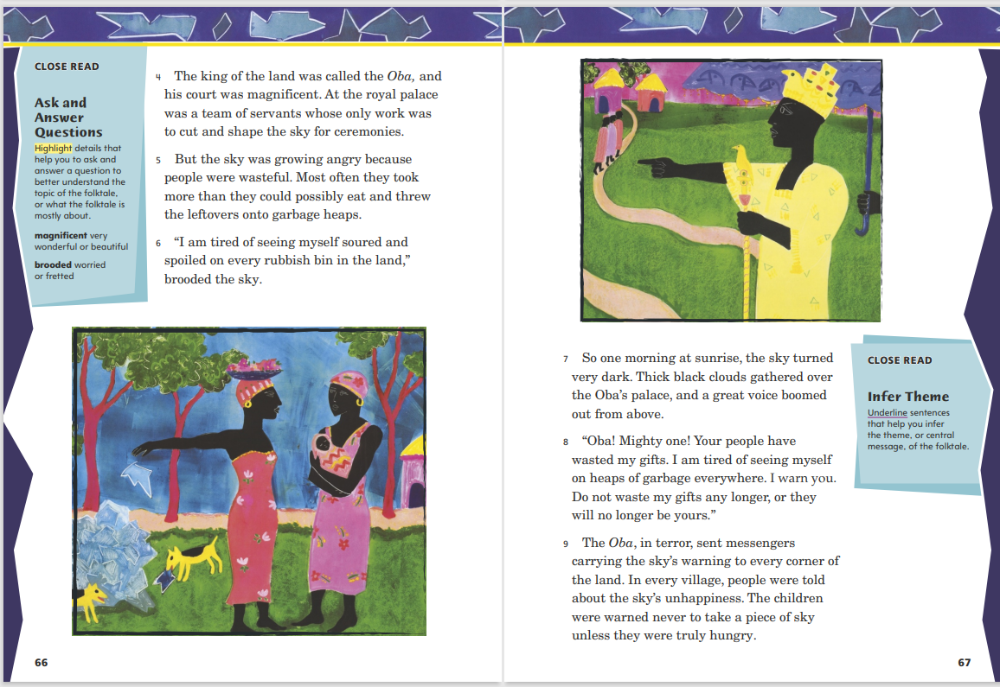 CLOSE READ
Ask and
Answer
Questions
Highlight details that
help you to ask and
answer a question to
better understand the
topic of the folktale,
or what the folktale is
mostly about.
magnificent very
wonderful or beautiful
brooded worried
or fretted
4 The king of the land was called the Oba, and
his court was magnificent. At the royal palace
was a team of servants whose only work was
to cut and shape the sky for ceremonies.
5 But the sky was growing angry because
people were wasteful. Most often they took
more than they could possibly eat and threw
the leftovers onto garbage heaps.
6 “I am tired of seeing myself soured and
spoiled on every rubbish bin in the land,”
brooded the sky.
66
7 So one morning at sunrise, the sky turned
very dark. Thick black clouds gathered over
the Oba’s palace, and a great voice boomed
out from above.
8 “Oba! Mighty one! Your people have
wasted my gifts. I am tired of seeing myself
on heaps of garbage everywhere. I warn you.
Do not waste my gifts any longer, or they
will no longer be yours.”
9 The Oba, in terror, sent messengers
carrying the sky’s warning to every corner of
the land. In every village, people were told
about the sky’s unhappiness. The children
were warned never to take a piece of sky
unless they were truly hungry.
CLOSE READ
Infer Theme
Underline sentences
that help you infer
the theme, or central
message, of the folktale.
67